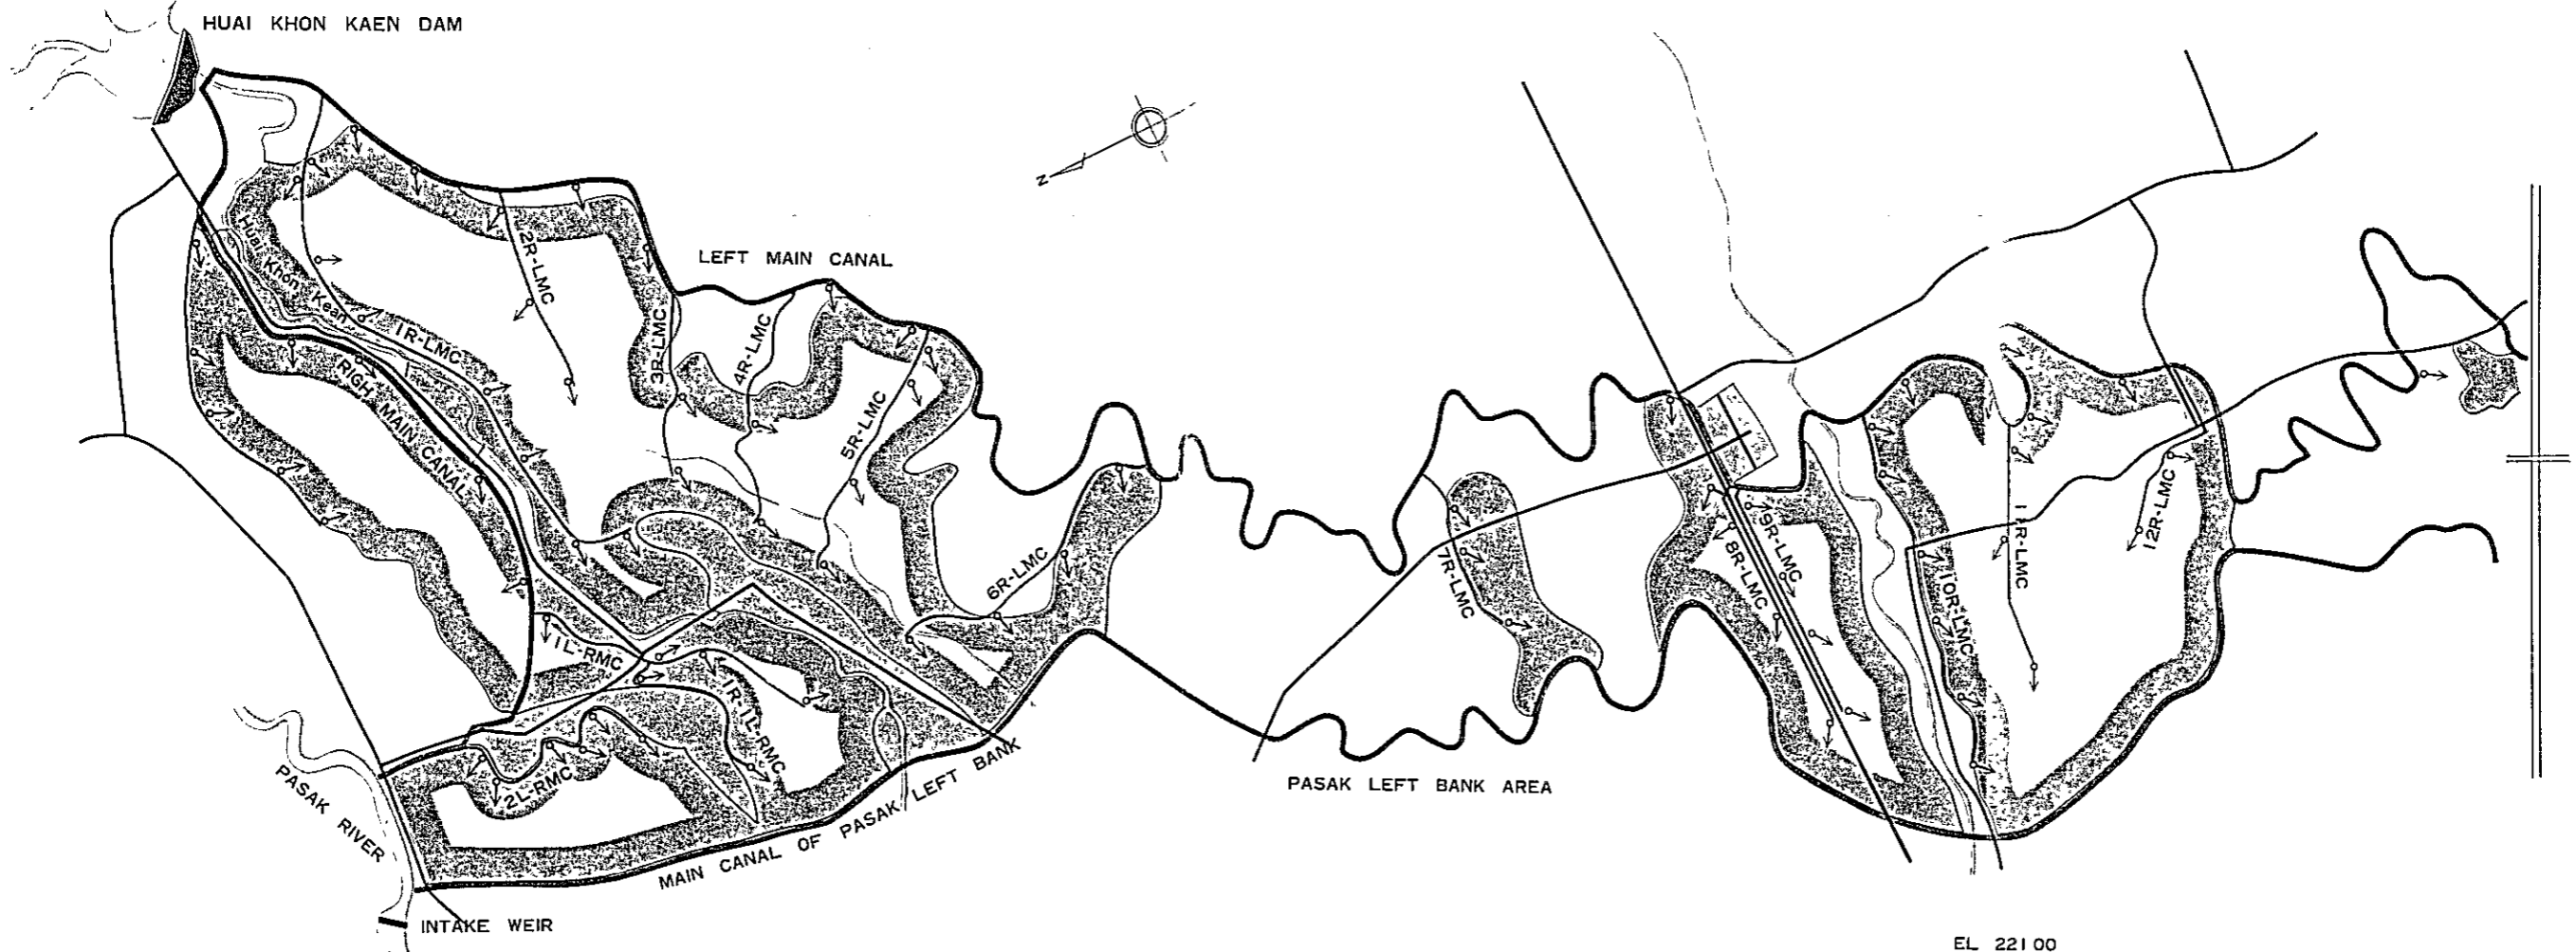 HUAI KHON KAEN DAM
N
LEFT MAIN CANAL
Huai Khon Kean
1R-LMC
2R-LMC
3R-LMC
4R-LMC
5R-LMC
6R-LMC
7R-LMC
8R-LMC
9R-LMC
10R-LMC
11R-LMC
12R-LMC
RIGH MAIN CANAL
1L-RMC
1R-1L-RMC
2L-RMC
PASAK RIVER
MAIN CANAL OF PASAK LEFT BANK
PASAK LEFT BANK AREA
INTAKE WEIR
EL 221 00